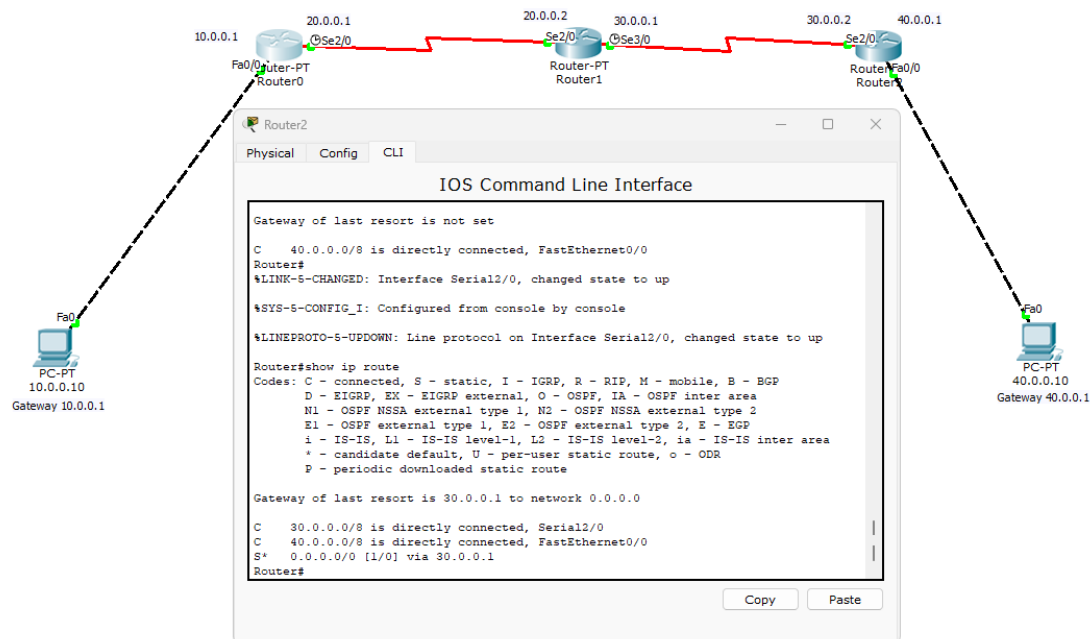 20.0.0.1
20.0.0.2
30.0.0.1
30.0.0.2
40.0.0.1
10.0.0.1
Se2/0
Se2/0
Se3/0
Se2/0
Fa0/0
Router-PT
Router0
Router-PT
Router1
Fa0/0
Router2
Router2
Physical
Config
CLI
IOS Command Line Interface
Gateway of last resort is not set
C    40.0.0.0/8 is directly connected, FastEthernet0/0
Router#
%LINK-5-CHANGED: Interface Serial2/0, changed state to up
%SYS-5-CONFIG_I: Configured from console by console
%LINEPROTO-5-UPDOWN: Line protocol on Interface Serial2/0, changed state to up
Router#show ip route
Codes: C - connected, S - static, I - IGRP, R - RIP, M - mobile, B - BGP
D - EIGRP, EX - EIGRP external, O - OSPF, IA - OSPF inter area
N1 - OSPF NSSA external type 1, N2 - OSPF NSSA external type 2
E1 - OSPF external type 1, E2 - OSPF external type 2, E - EGP
i - IS-IS, L1 - IS-IS level-1, L2 - IS-IS level-2, ia - IS-IS inter area
* - candidate default, U - per-user static route, o - ODR
P - periodic downloaded static route
Gateway of last resort is 30.0.0.1 to network 0.0.0.0
C    30.0.0.0/8 is directly connected, Serial2/0
C    40.0.0.0/8 is directly connected, FastEthernet0/0
S*   0.0.0.0/0 [1/0] via 30.0.0.1
Router#
Copy
Paste
Fa0
PC-PT
10.0.0.10
Gateway 10.0.0.1
Fa0
PC-PT
40.0.0.10
Gateway 40.0.0.1